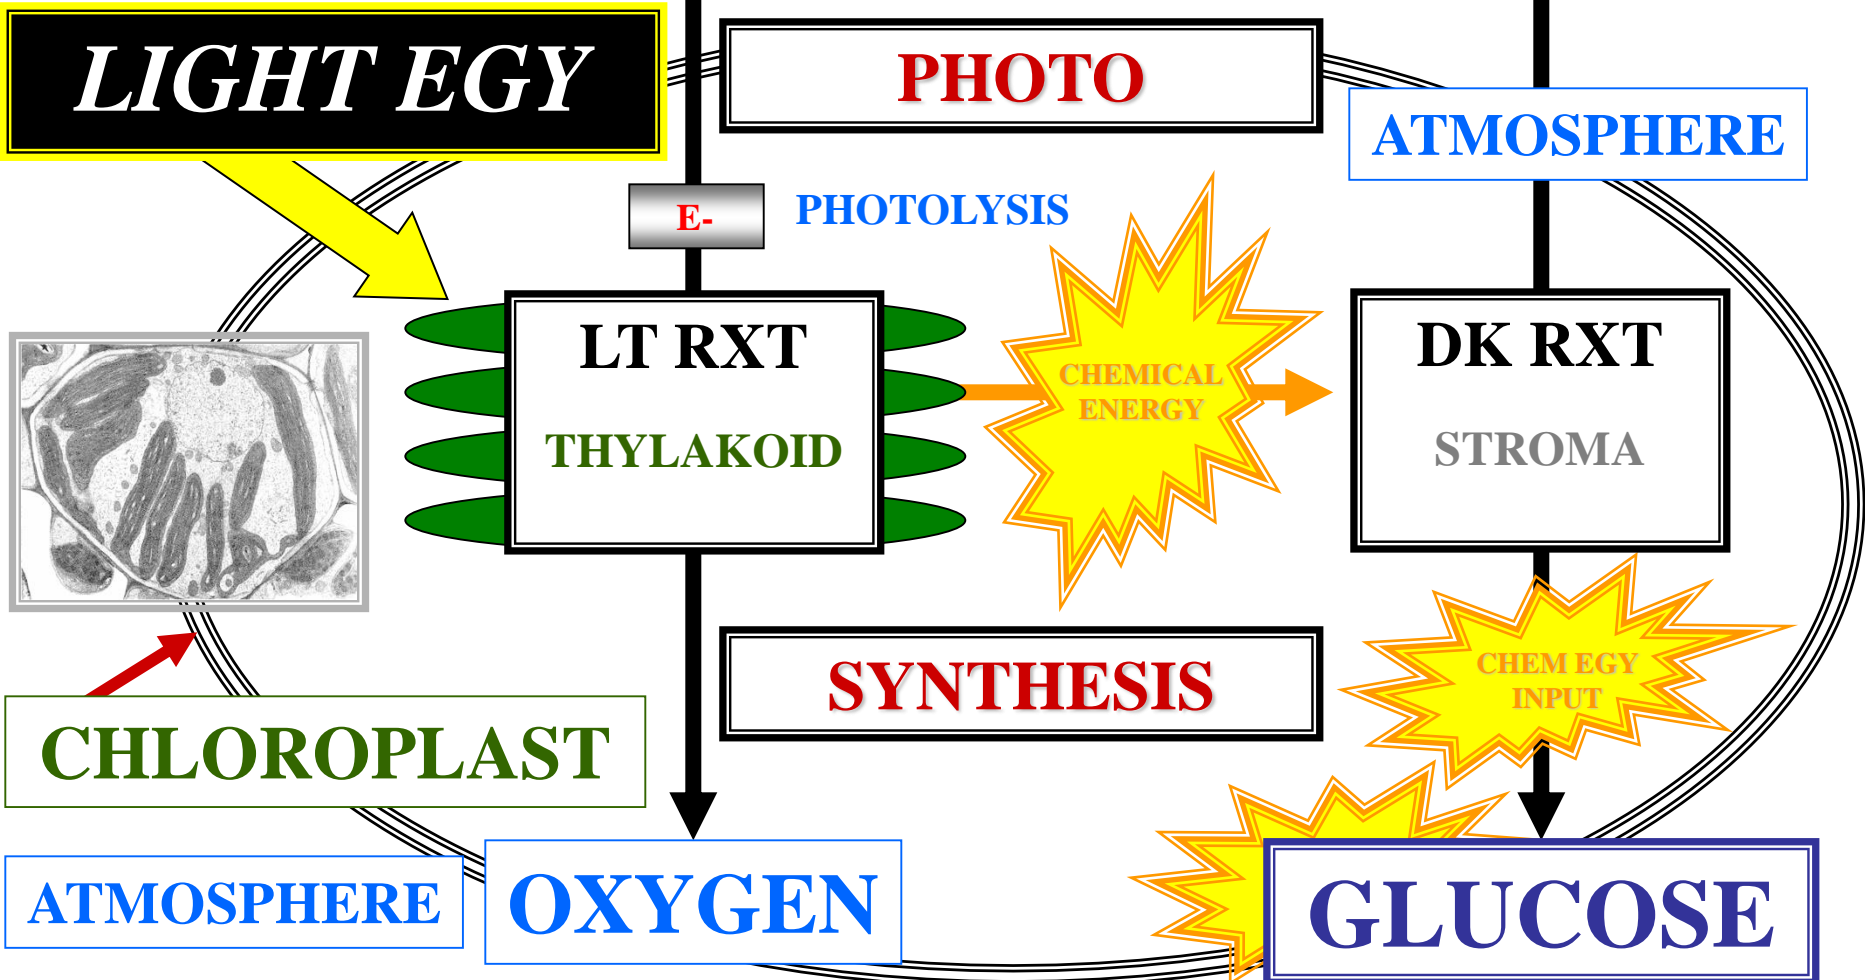 LIGHT EGY
PHOTO
ATMOSPHERE
E-
PHOTOLYSIS
LT RXT
THYLAKOID
CHEMICAL
ENERGY
DK RXT
STROMA
SYNTHESIS
CHEM EGY
INPUT
CHLOROPLAST
ATMOSPHERE
OXYGEN
GLUCOSE